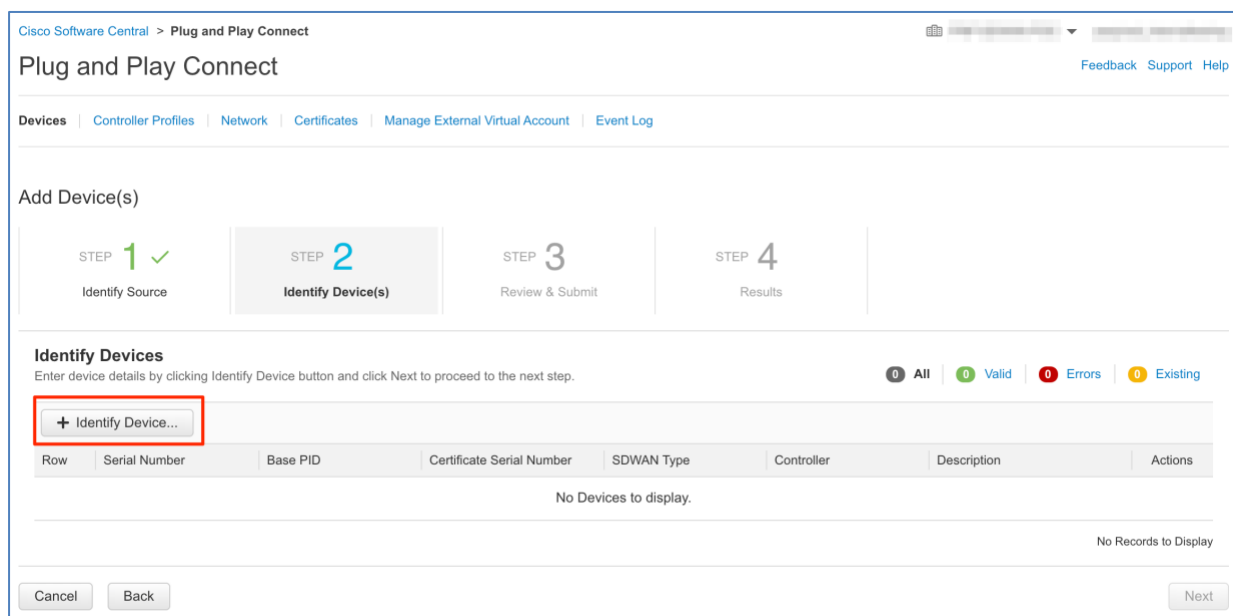 Cisco Software Central > Plug and Play Connect
Plug and Play Connect
Feedback Support Help
Devices Controller Profiles Network Certificates Manage External Virtual Account Event Log
Add Device(s)
STEP 1 STEP 2 STEP 3 STEP 4
Identify Source Identify Device(s) Review & Submit Results
Identify Devices
Enter device details by clicking Identify Device button and click Next to proceed to the next step.
0 All 0 Valid 0 Errors 0 Existing
+ Identify Device...
Row Serial Number Base PID Certificate Serial Number SDWAN Type Controller Description Actions
No Devices to display.
No Records to Display
Cancel Back Next